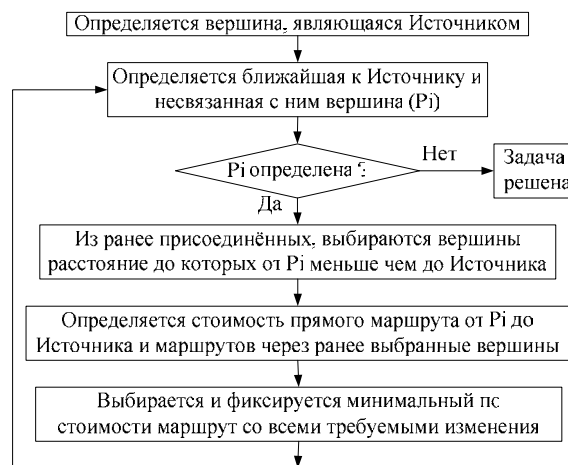 Определяется вершина, являющаяся Источником
Определяется ближайшая к Источнику и
несвязанная с ним вершина (Pi)
Pi определена ?
Нет
Задача
решена
Да
Из ранее присоединённых, выбираются вершины
расстояние до которых от Pi меньше чем до Источника
Определяется стоимость прямого маршрута от Pi до
Источника и маршрутов через ранее выбранные вершины
Выбирается и фиксируется минимальный по
стоимости маршрут со всеми требуемыми изменения